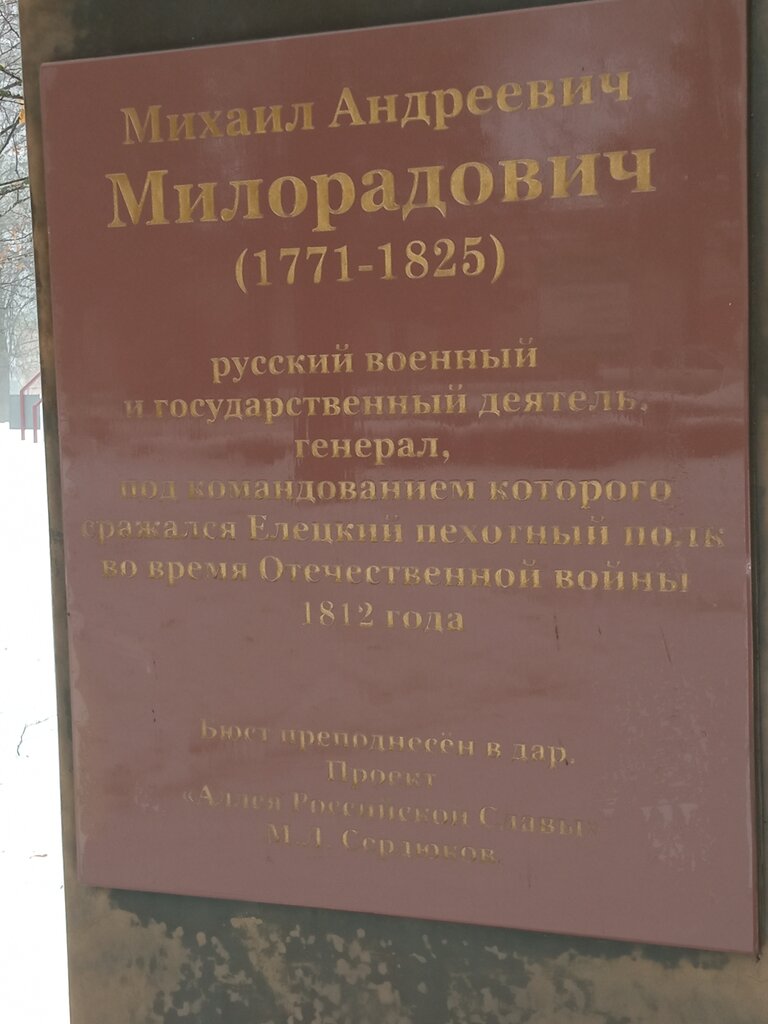 Михаил Андреевич
Милорадович
(1771-1825)
русский военный
и государственный деятель,
генерал,
под командованием которого
сражался Елецкий пехотный полк
во время Отечественной войны
1812 года
Бюст преподнесён в дар.
Проект
«Аллея Российской Славы»
М.Л. Сердюков.